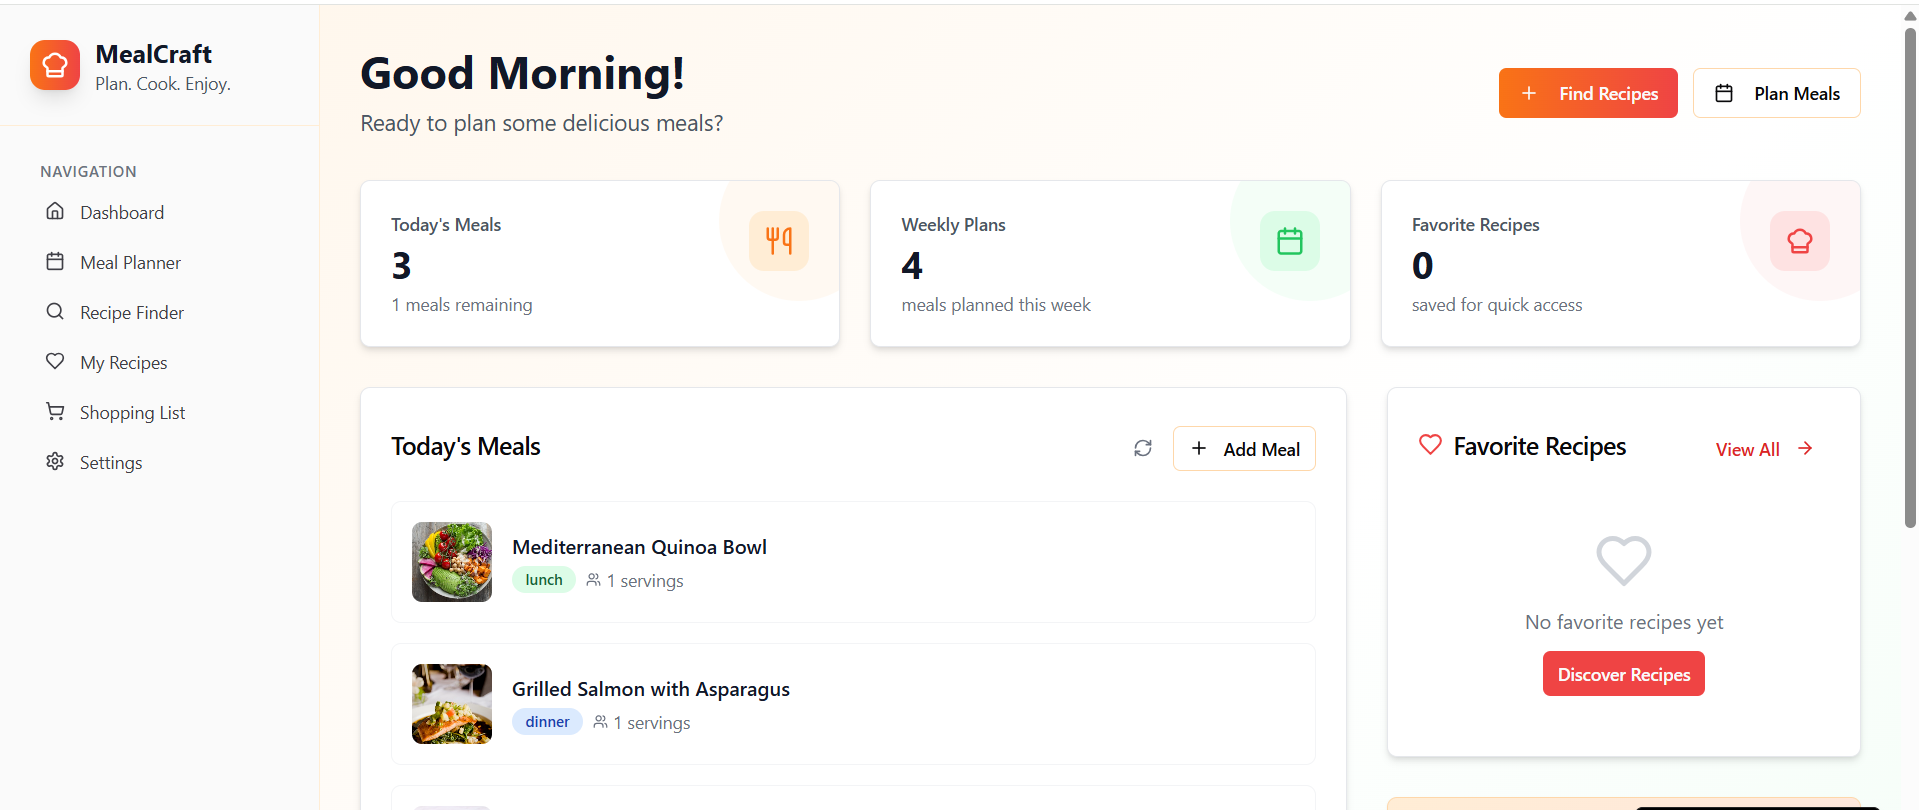 MealCraft
Plan. Cook. Enjoy.
NAVIGATION
Dashboard
Meal Planner
Recipe Finder
My Recipes
Shopping List
Settings
Good Morning!
Ready to plan some delicious meals?
Find Recipes
Plan Meals
Today's Meals
3
1 meals remaining
Weekly Plans
4
meals planned this week
Favorite Recipes
0
saved for quick access
Today's Meals
Add Meal
Mediterranean Quinoa Bowl
lunch 1 servings
Grilled Salmon with Asparagus
dinner 1 servings
Favorite Recipes
View All
No favorite recipes yet
Discover Recipes